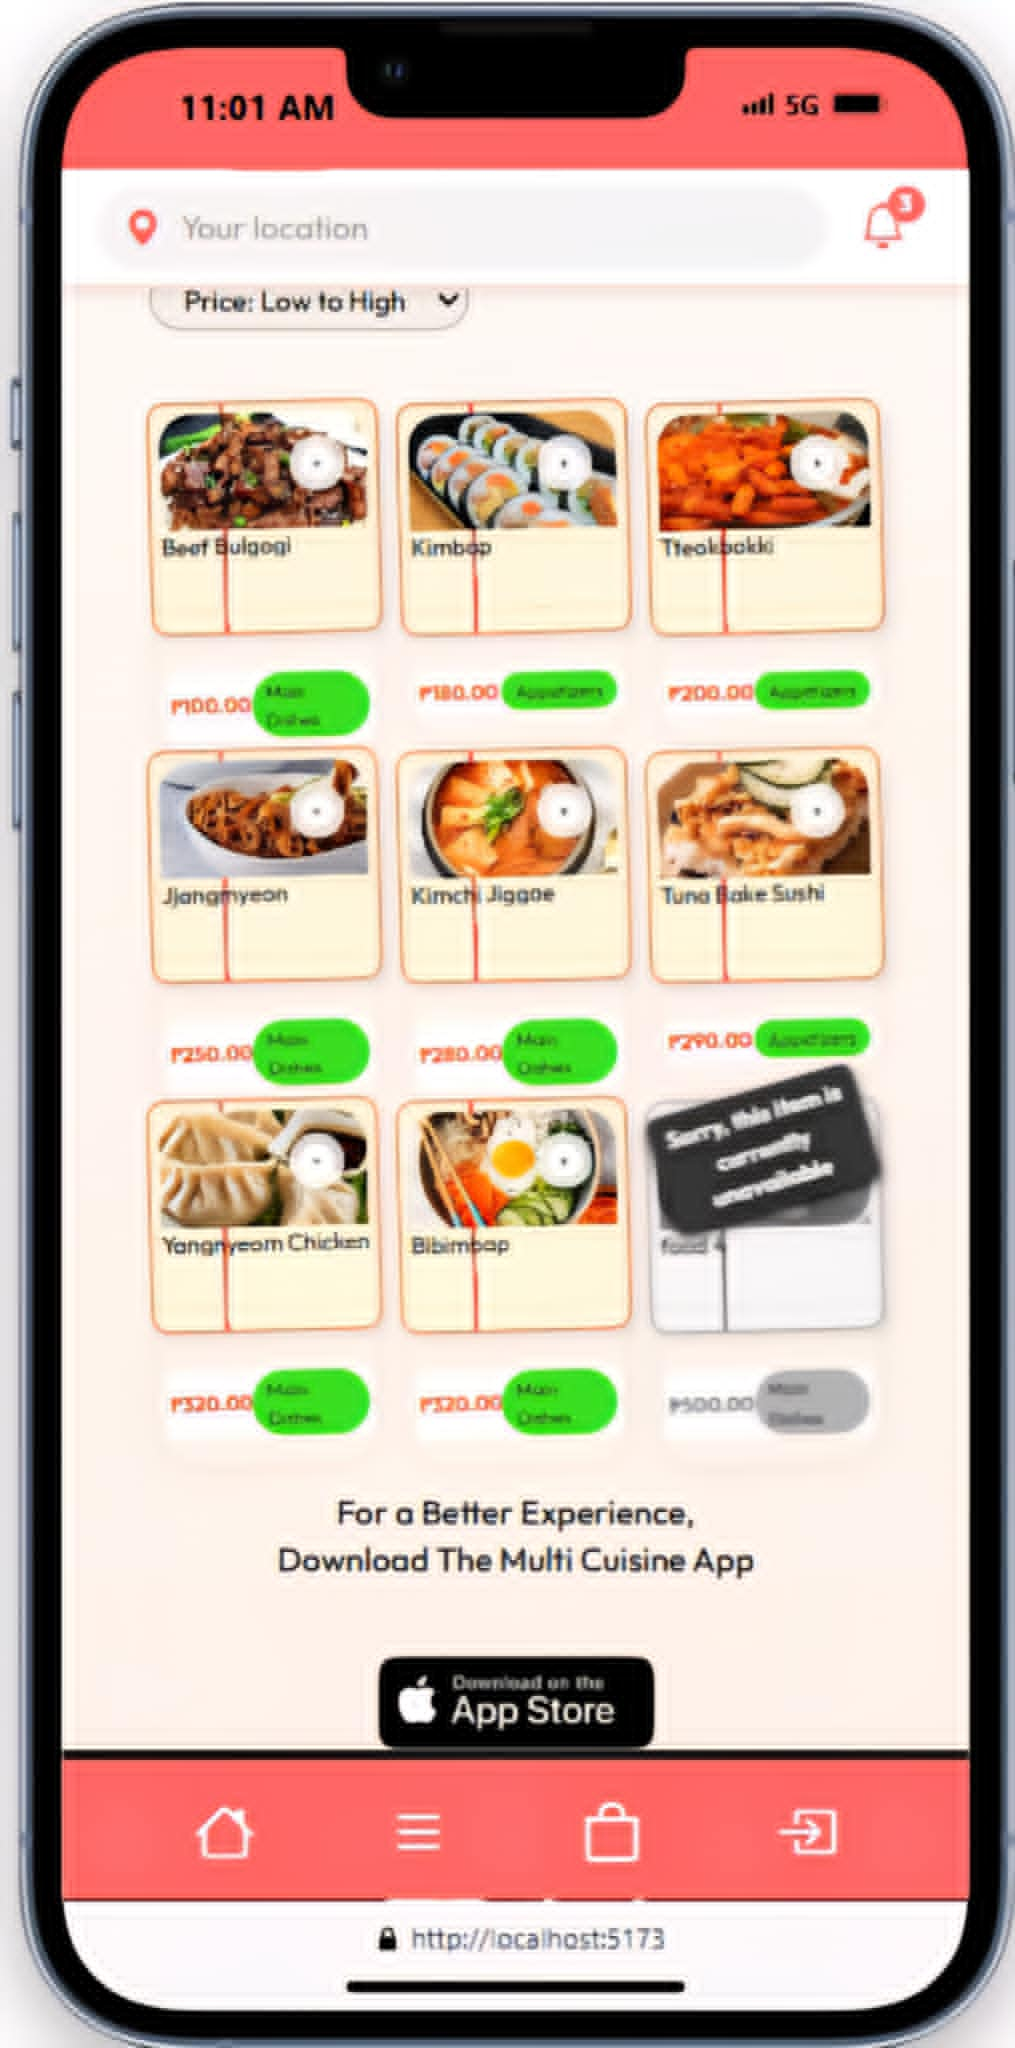 11:01 AM
5G
Your location
3
Price: Low to High
Beef Bulgogi
Kimbap
Tteokbokki
₱100.00
Main
Dishes
₱180.00
Appetizers
₱200.00
Appetizers
Jjangmyeon
Kimchi Jiggae
Tuna Bake Sushi
₱250.00
Main
Dishes
₱280.00
Main
Dishes
₱290.00
Appetizers
Sorry, this item is
currently
unavailable
Yangnyeom Chicken
Bibimbap
food 4
₱320.00
Main
Dishes
₱320.00
Main
Dishes
₱500.00
Main
Dishes
For a Better Experience,
Download The Multi Cuisine App
Download on the
App Store
http://localhost:5173